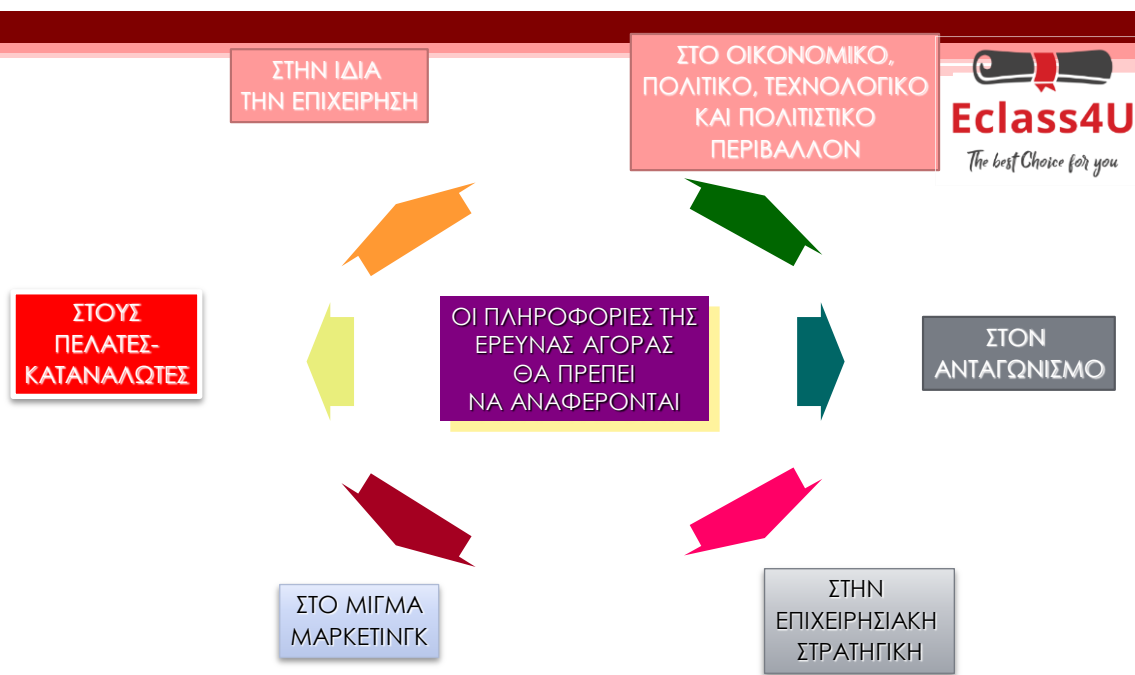 ΣΤΗΝ ΙΔΙΑ
ΤΗΝ ΕΠΙΧΕΙΡΗΣΗ
ΣΤΟ ΟΙΚΟΝΟΜΙΚΟ,
ΠΟΛΙΤΙΚΟ, ΤΕΧΝΟΛΟΓΙΚΟ
ΚΑΙ ΠΟΛΙΤΙΣΤΙΚΟ
ΠΕΡΙΒΑΛΛΟΝ
Eclass4U
The best Choice for you
ΣΤΟΥΣ
ΠΕΛΑΤΕΣ-
ΚΑΤΑΝΑΛΩΤΕΣ
ΟΙ ΠΛΗΡΟΦΟΡΙΕΣ ΤΗΣ
ΕΡΕΥΝΑΣ ΑΓΟΡΑΣ
ΘΑ ΠΡΕΠΕΙ
ΝΑ ΑΝΑΦΕΡΟΝΤΑΙ
ΣΤΟΝ
ΑΝΤΑΓΩΝΙΣΜΟ
ΣΤΟ ΜΙΓΜΑ
ΜΑΡΚΕΤΙΝΓΚ
ΣΤΗΝ
ΕΠΙΧΕΙΡΗΣΙΑΚΗ
ΣΤΡΑΤΗΓΙΚΗ